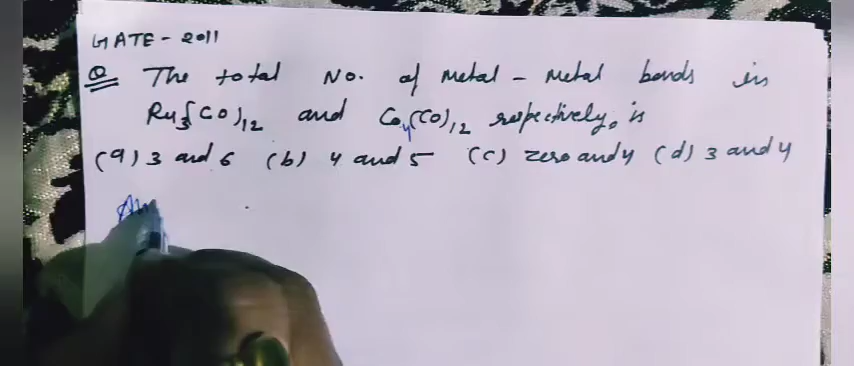 GATE - 2011
Q The total No. of metal - metal bonds in
Ru3(CO)12 and Co4(CO)12 respectively, is
(a) 3 and 6 (b) 4 and 5 (c) zero and 4 (d) 3 and 4